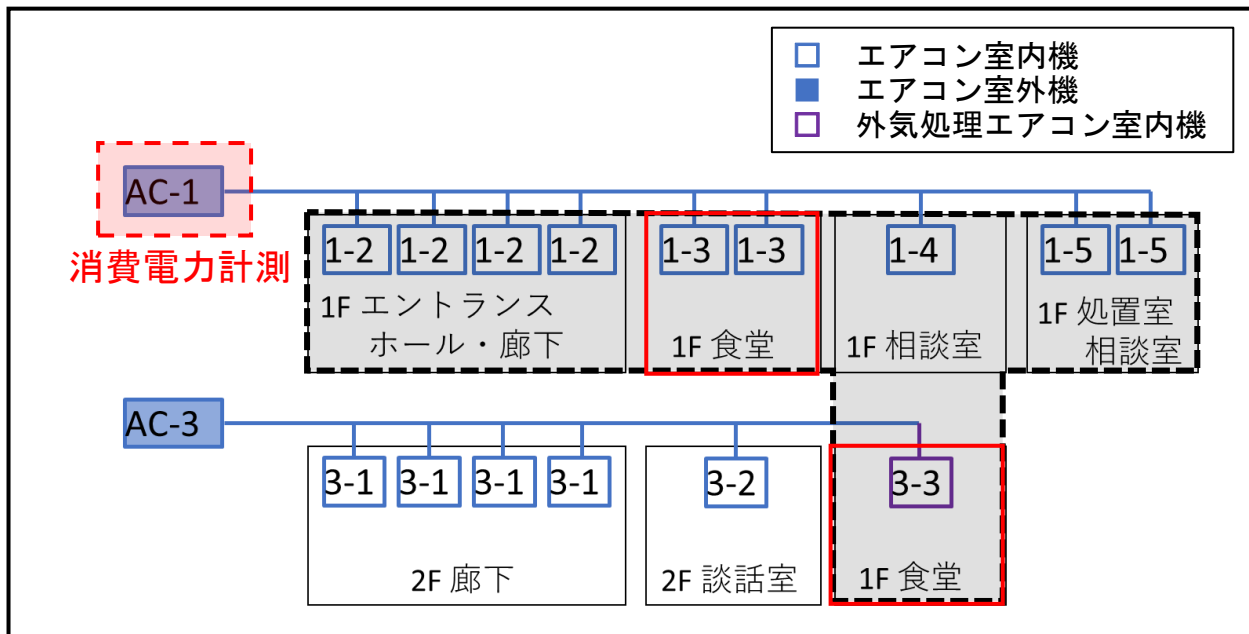 エアコン室内機
エアコン室外機
外気処理エアコン室内機
AC-1
消費電力計測
1-2 1-2 1-2 1-2 1-3 1-3 1-4 1-5 1-5
1F エントランス
ホール・廊下
1F 食堂
1F 相談室
1F 処置室
相談室
AC-3
3-1 3-1 3-1 3-1 3-2 3-3
2F 廊下
2F 談話室
1F 食堂